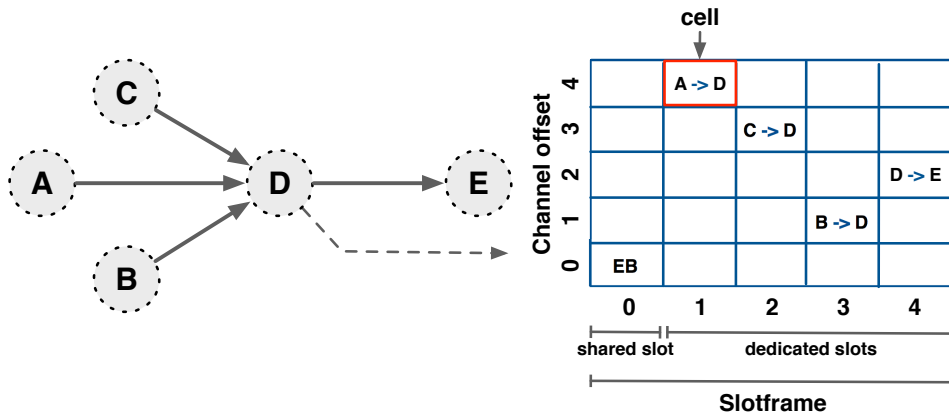 C
A
D
E
B
cell
Channel offset
4
A -> D
3
C -> D
2
D -> E
1
B -> D
0
EB
0 1 2 3 4
shared slot dedicated slots
Slotframe